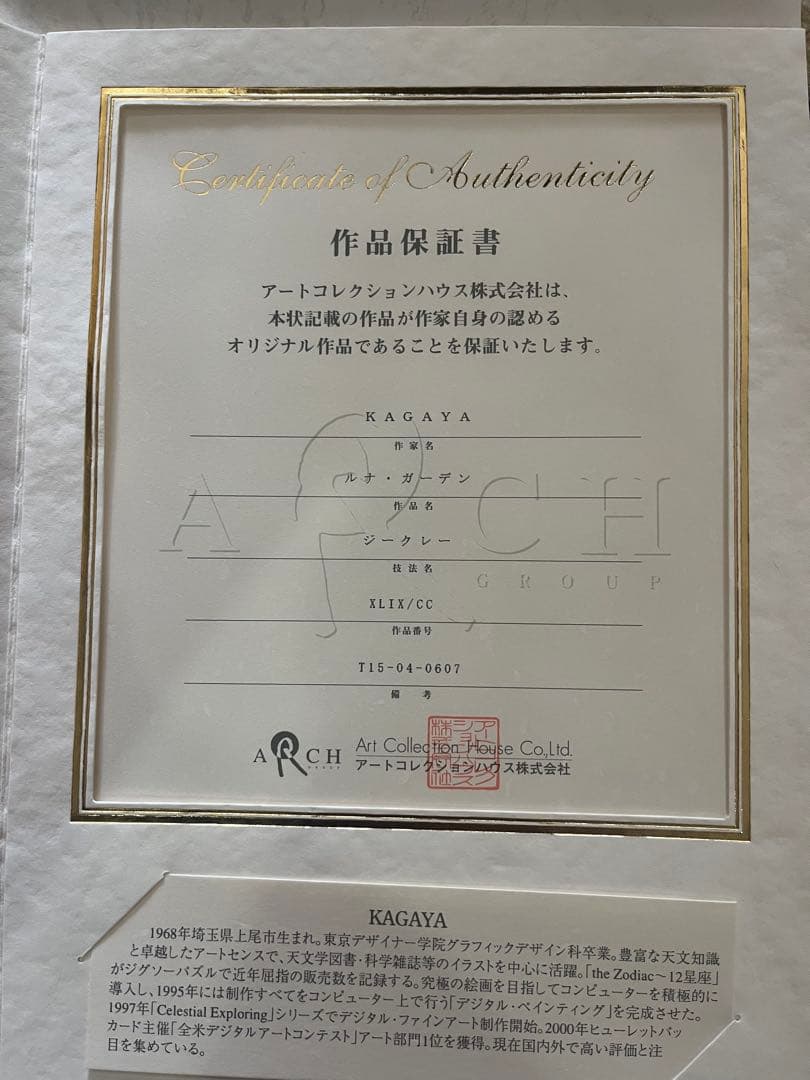 Certificate of Authenticity
作品保証書
アートコレクションハウス株式会社は、
本状記載の作品が作家自身の認める
オリジナル作品であることを保証いたします。
KAGAYA
作家名
ルナ・ガーデン
作品名
ジークレー
技法名
XLIX/CC
作品番号
T15-04-0607
備考
ARCH
GROUP
ARCH
GROUP
Art Collection House Co.,Ltd.
アートコレクションハウス株式会社
KAGAYA
1968年埼玉県上尾市生まれ。東京デザイナー学院グラフィックデザイン科卒業。豊富な天文知識
と卓越したアートセンスで、天文学図書・科学雑誌等のイラストを中心に活躍。「the Zodiac～12星座」
がジグソーパズルで近年屈指の販売数を記録する。究極の絵画を目指してコンピューターを積極的に
導入し、1995年には制作すべてをコンピューター上で行う「デジタル・ペインティング」を完成させた。
1997年「Celestial Exploring」シリーズでデジタル・ファインアート制作開始。2000年ヒューレットパッ
カード主催「全米デジタルアートコンテスト」アート部門1位を獲得。現在国内外で高い評価と注
目を集めている。